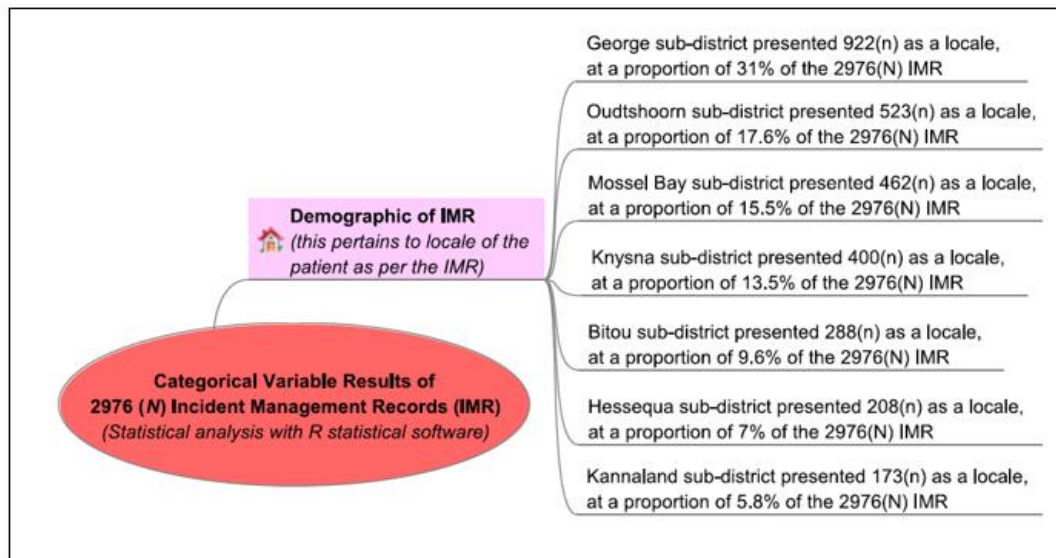 George sub-district presented 922(n) as a locale,
at a proportion of 31% of the 2976(N) IMR
Oudtshoorn sub-district presented 523(n) as a locale,
at a proportion of 17.6% of the 2976(N) IMR
Mossel Bay sub-district presented 462(n) as a locale,
at a proportion of 15.5% of the 2976(N) IMR
Demographic of IMR
(this pertains to locale of the
patient as per the IMR)
Knysna sub-district presented 400(n) as a locale,
at a proportion of 13.5% of the 2976(N) IMR
Bitou sub-district presented 288(n) as a locale,
at a proportion of 9.6% of the 2976(N) IMR
Categorical Variable Results of
2976 (N) Incident Management Records (IMR)
(Statistical analysis with R statistical software)
Hessequa sub-district presented 208(n) as a locale,
at a proportion of 7% of the 2976(N) IMR
Kannaland sub-district presented 173(n) as a locale,
at a proportion of 5.8% of the 2976(N) IMR